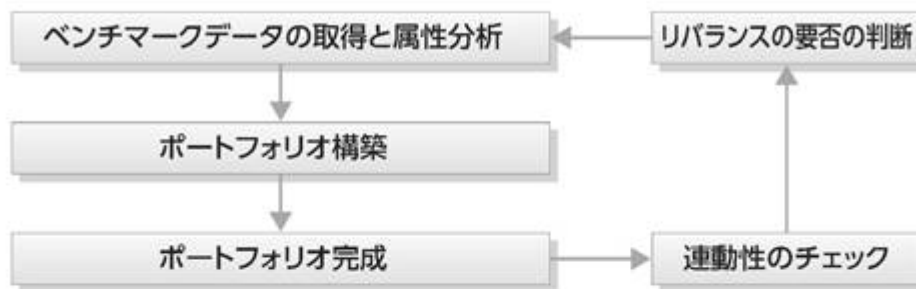 ベンチマークデータの取得と属性分析
リバランスの要否の判断
ポートフォリオ構築
ポートフォリオ完成
連動性のチェック